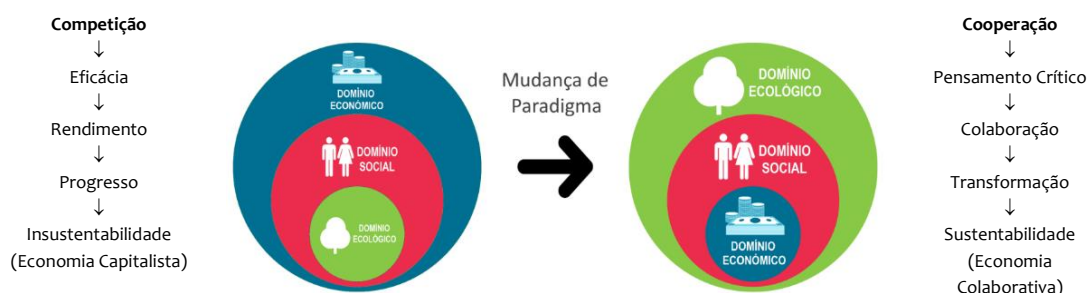 Competição
↓
Eficácia
↓
Rendimento
↓
Progresso
↓
Insustentabilidade
(Economia Capitalista)
DOMÍNIO
ECONÓMICO
DOMÍNIO
SOCIAL
DOMÍNIO
ECOLÓGICO
Mudança de
Paradigma
DOMÍNIO
ECOLÓGICO
DOMÍNIO
SOCIAL
DOMÍNIO
ECONÓMICO
Cooperação
↓
Pensamento Crítico
↓
Colaboração
↓
Transformação
↓
Sustentabilidade
(Economia
Colaborativa)